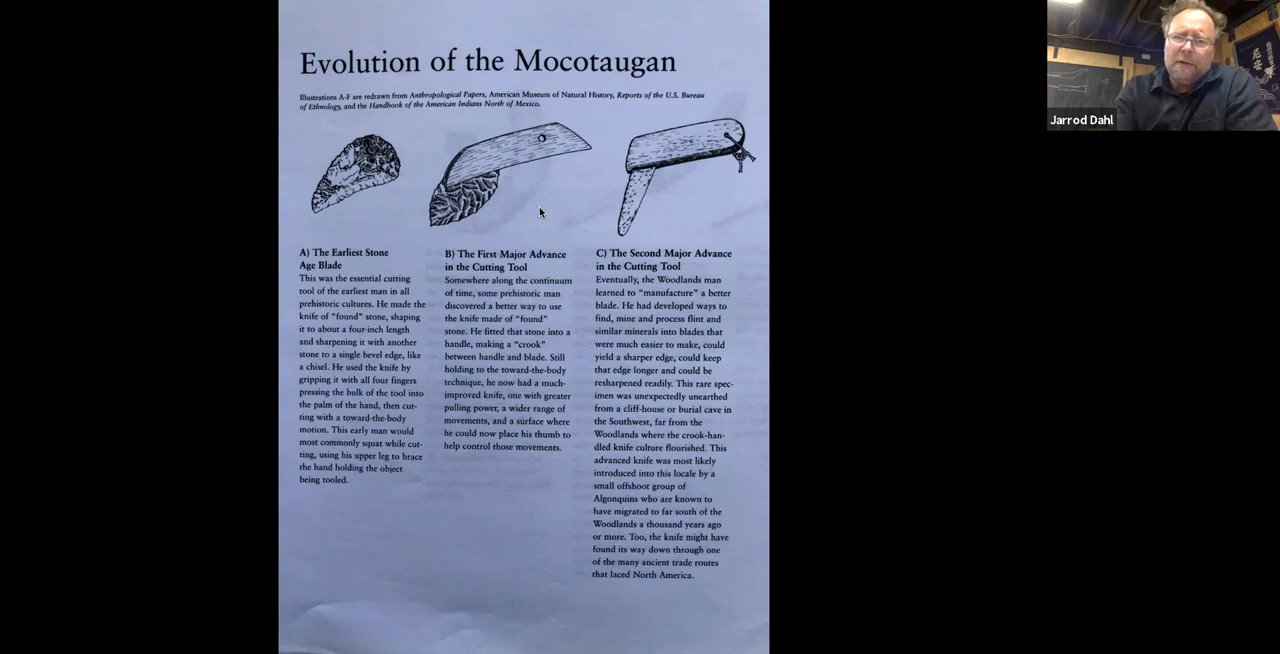 Evolution of the Mocotaugan
Illustrations A-F are redrawn from Anthropological Papers, American Museum of Natural History, Reports of the U.S. Bureau
of Ethnology, and the Handbook of the American Indians North of Mexico.
A) The Earliest Stone
Age Blade
This was the essential cutting
tool of the earliest man in all
prehistoric cultures. He made the
knife of “found” stone, shaping
it to about a four-inch length
and sharpening it with another
stone to a single bevel edge, like
a chisel. He used the knife by
gripping it with all four fingers
pressing the bulk of the tool into
the palm of the hand, then cut-
ting with a toward-the-body
motion. This early man would
most commonly squat while cut-
ting, using his upper leg to brace
the hand holding the object
being tooled.
B) The First Major Advance
in the Cutting Tool
Somewhere along the continuum
of time, some prehistoric man
discovered a better way to use
the knife made of “found”
stone. He fitted that stone into a
handle, making a “crook”
between handle and blade. Still
holding to the toward-the-body
technique, he now had a much-
improved knife, one with greater
pulling power, a wider range of
movements, and a surface where
he could now place his thumb to
help control those movements.
C) The Second Major Advance
in the Cutting Tool
Eventually, the Woodlands man
learned to “manufacture” a better
blade. He had developed ways to
find, mine and process flint and
similar minerals into blades that
were much easier to make, could
yield a sharper edge, could keep
that edge longer and could be
resharpened readily. This rare spec-
imen was unexpectedly unearthed
from a cliff-house or burial cave in
the Southwest, far from the
Woodlands where the crook-han-
dled knife culture flourished. This
advanced knife was most likely
introduced into this locale by a
small offshoot group of
Algonquins who are known to
have migrated to far south of the
Woodlands a thousand years ago
or more. Too, the knife might have
found its way down through one
of the many ancient trade routes
that laced North America.
Jarrod Dahl